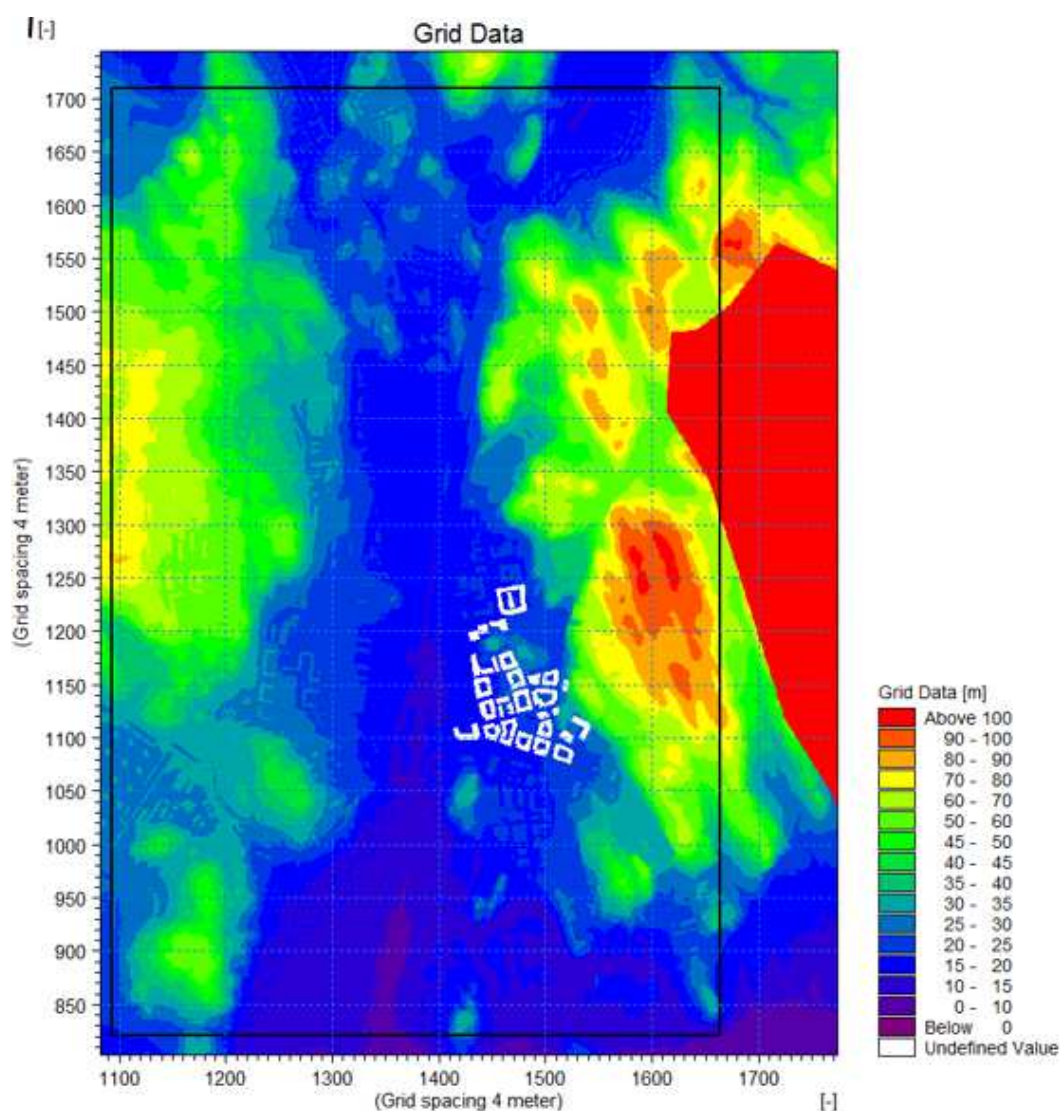 [-]
Grid Data
1700
1650
1600
1550
1500
1450
1400
1350
1300
1250
1200
1150
1100
1050
1000
950
900
850
(Grid spacing 4 meter)
1100 1200 1300 1400 1500 1600 1700
(Grid spacing 4 meter) [-]
Grid Data [m]
Above 100
90 - 100
80 - 90
70 - 80
60 - 70
50 - 60
45 - 50
40 - 45
35 - 40
30 - 35
25 - 30
20 - 25
15 - 20
10 - 15
0 - 10
Below 0
Undefined Value